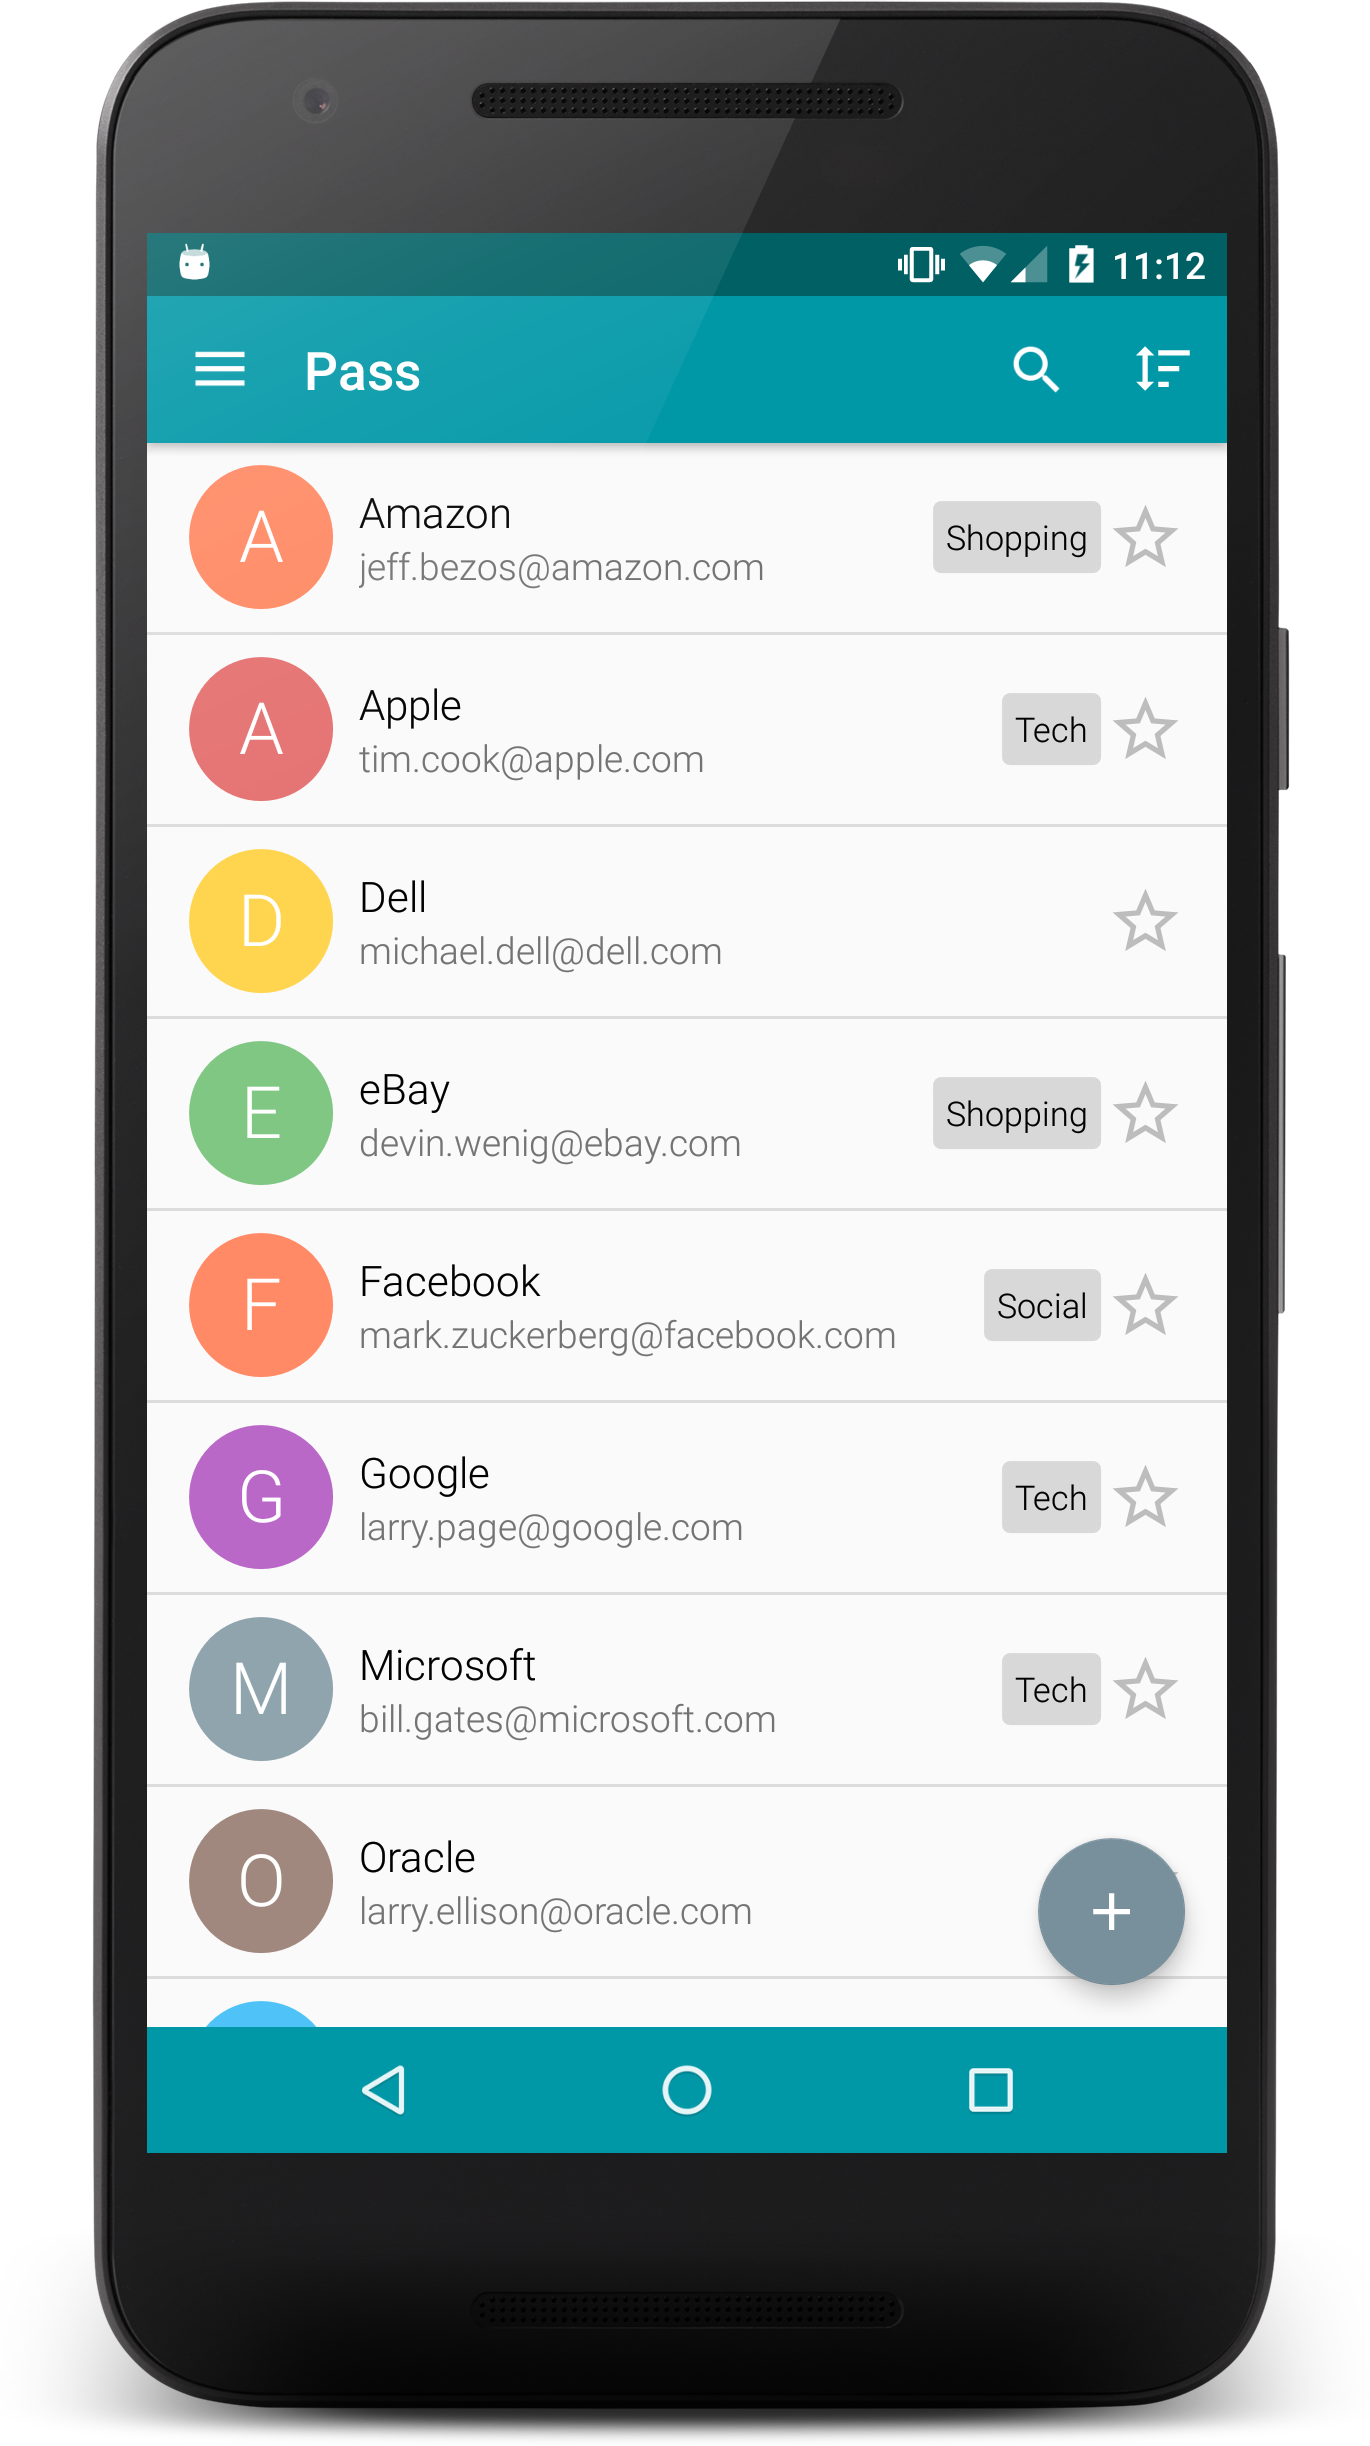 11:12
Pass
A
Amazon
jeff.bezos@amazon.com
Shopping
A
Apple
tim.cook@apple.com
Tech
D
Dell
michael.dell@dell.com
E
eBay
devin.wenig@ebay.com
Shopping
F
Facebook
mark.zuckerberg@facebook.com
Social
G
Google
larry.page@google.com
Tech
M
Microsoft
bill.gates@microsoft.com
Tech
O
Oracle
larry.ellison@oracle.com
+